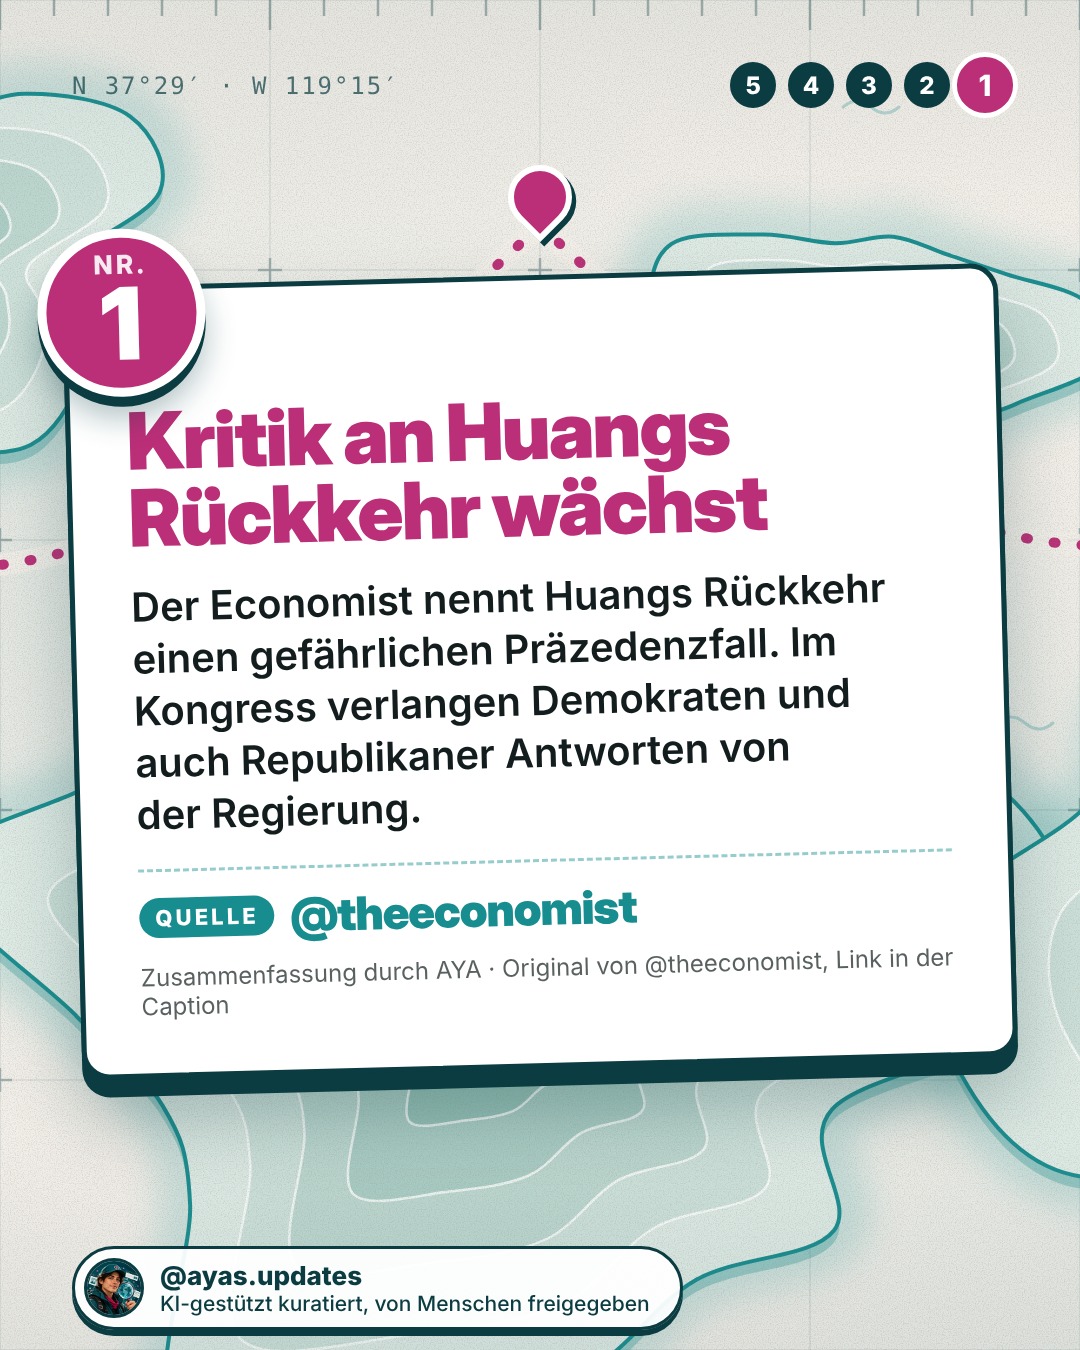 N 37°29′ · W 119°15′
5 4 3 2 1
NR.
1
Kritik an Huangs
Rückkehr wächst
Der Economist nennt Huangs Rückkehr
einen gefährlichen Präzedenzfall. Im
Kongress verlangen Demokraten und
auch Republikaner Antworten von
der Regierung.
QUELLE @theeconomist
Zusammenfassung durch AYA · Original von @theeconomist, Link in der
Caption
@ayas.updates
KI-gestützt kuratiert, von Menschen freigegeben